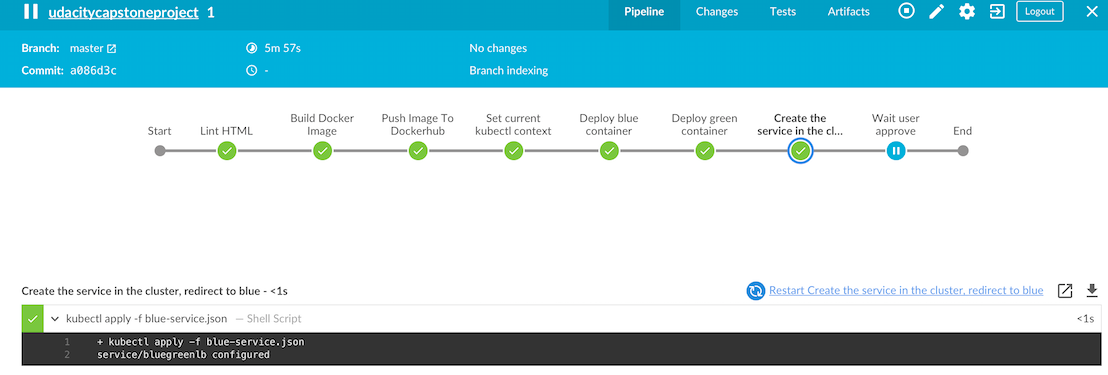 udacitycapstoneproject 1
Pipeline Changes Tests Artifacts Logout
Branch: master 5m 57s No changes
Commit: a086d3c - Branch indexing
Start
Lint HTML
Build Docker
Image
Push Image To
Dockerhub
Set current
kubectl context
Deploy blue
container
Deploy green
container
Create the
service in the cl...
Wait user
approve
End
Create the service in the cluster, redirect to blue - <1s
Restart Create the service in the cluster, redirect to blue
kubectl apply -f blue-service.json — Shell Script <1s
1 + kubectl apply -f blue-service.json
2 service/bluegreenlb configured